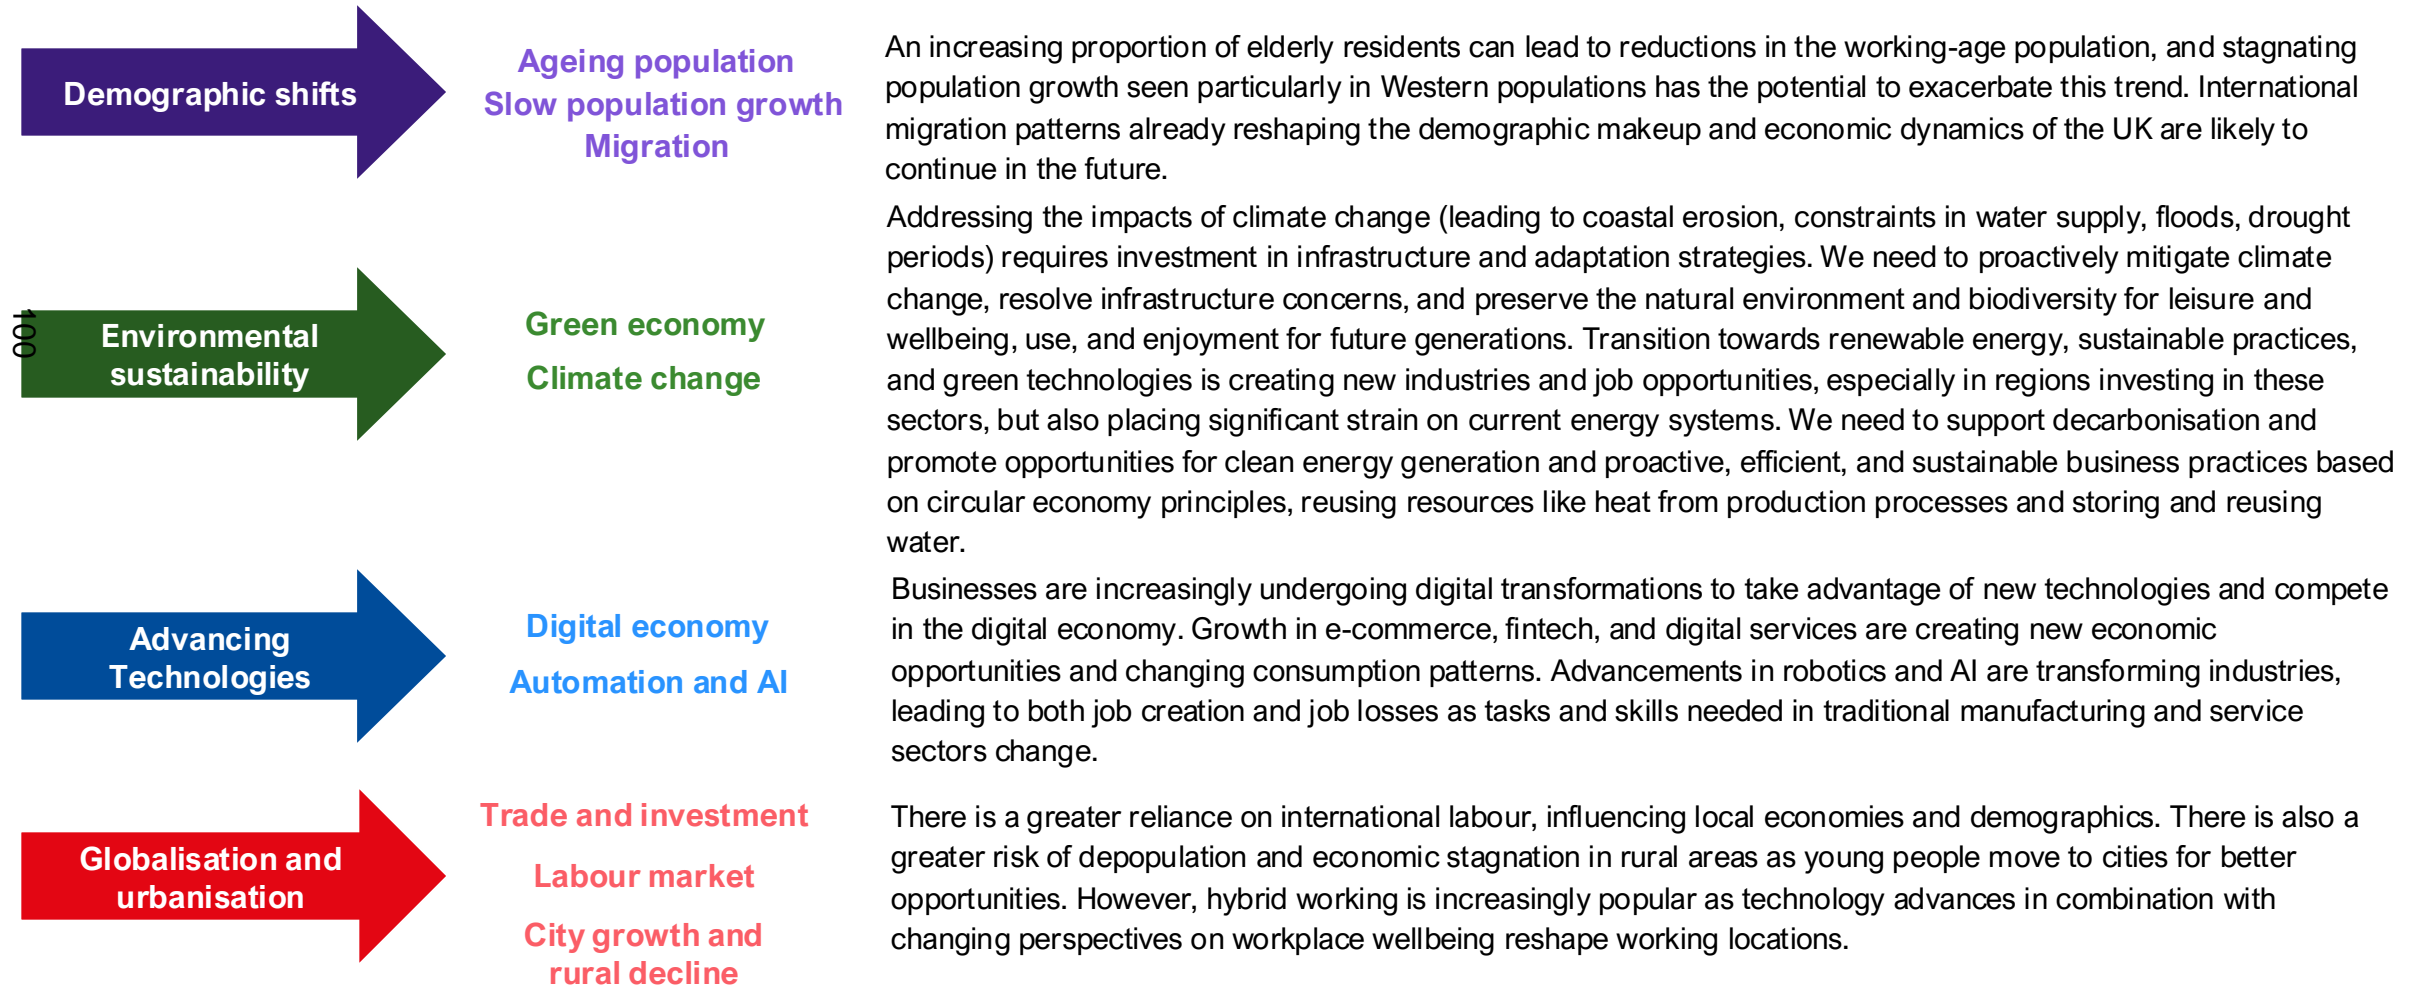 Demographic shifts
Ageing population
Slow population growth
Migration
An increasing proportion of elderly residents can lead to reductions in the working-age population, and stagnating
population growth seen particularly in Western populations has the potential to exacerbate this trend. International
migration patterns already reshaping the demographic makeup and economic dynamics of the UK are likely to
continue in the future.
100
Environmental
sustainability
Green economy
Climate change
Addressing the impacts of climate change (leading to coastal erosion, constraints in water supply, floods, drought
periods) requires investment in infrastructure and adaptation strategies. We need to proactively mitigate climate
change, resolve infrastructure concerns, and preserve the natural environment and biodiversity for leisure and
wellbeing, use, and enjoyment for future generations. Transition towards renewable energy, sustainable practices,
and green technologies is creating new industries and job opportunities, especially in regions investing in these
sectors, but also placing significant strain on current energy systems. We need to support decarbonisation and
promote opportunities for clean energy generation and proactive, efficient, and sustainable business practices based
on circular economy principles, reusing resources like heat from production processes and storing and reusing
water.
Advancing
Technologies
Digital economy
Automation and AI
Businesses are increasingly undergoing digital transformations to take advantage of new technologies and compete
in the digital economy. Growth in e-commerce, fintech, and digital services are creating new economic
opportunities and changing consumption patterns. Advancements in robotics and AI are transforming industries,
leading to both job creation and job losses as tasks and skills needed in traditional manufacturing and service
sectors change.
Globalisation and
urbanisation
Trade and investment
Labour market
City growth and
rural decline
There is a greater reliance on international labour, influencing local economies and demographics. There is also a
greater risk of depopulation and economic stagnation in rural areas as young people move to cities for better
opportunities. However, hybrid working is increasingly popular as technology advances in combination with
changing perspectives on workplace wellbeing reshape working locations.